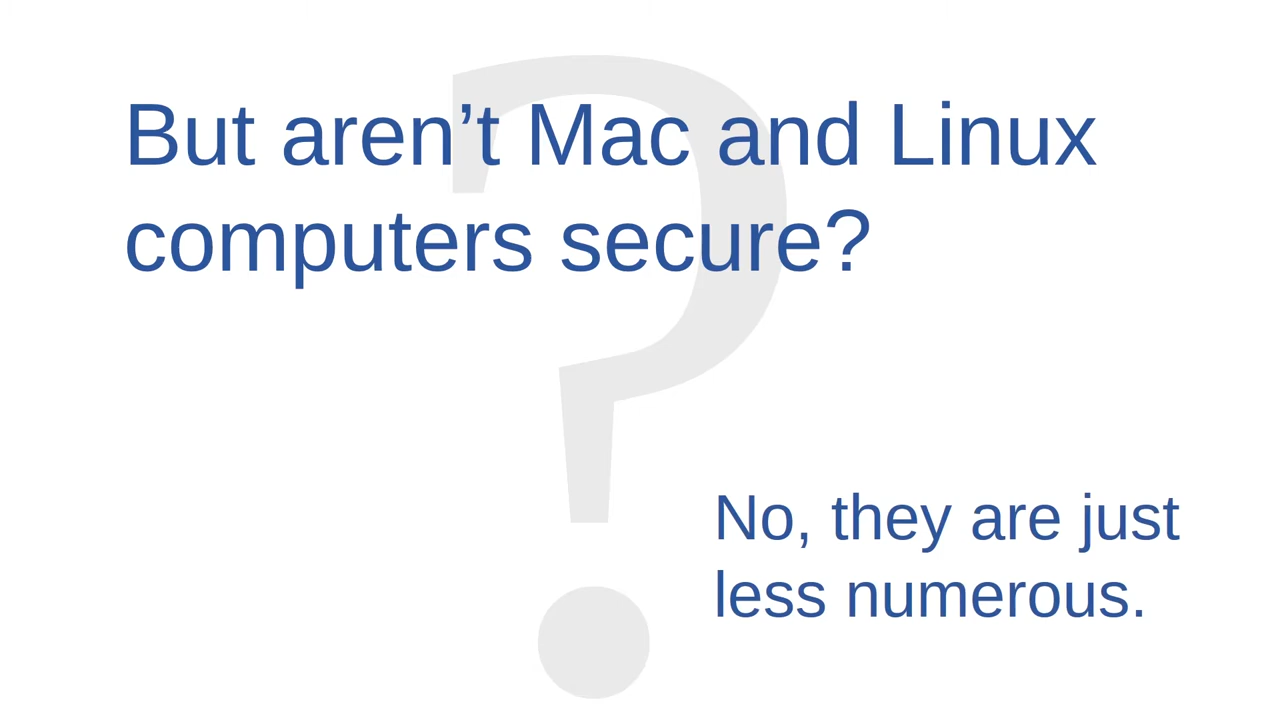 But aren’t Mac and Linux
computers secure?
No, they are just
less numerous.